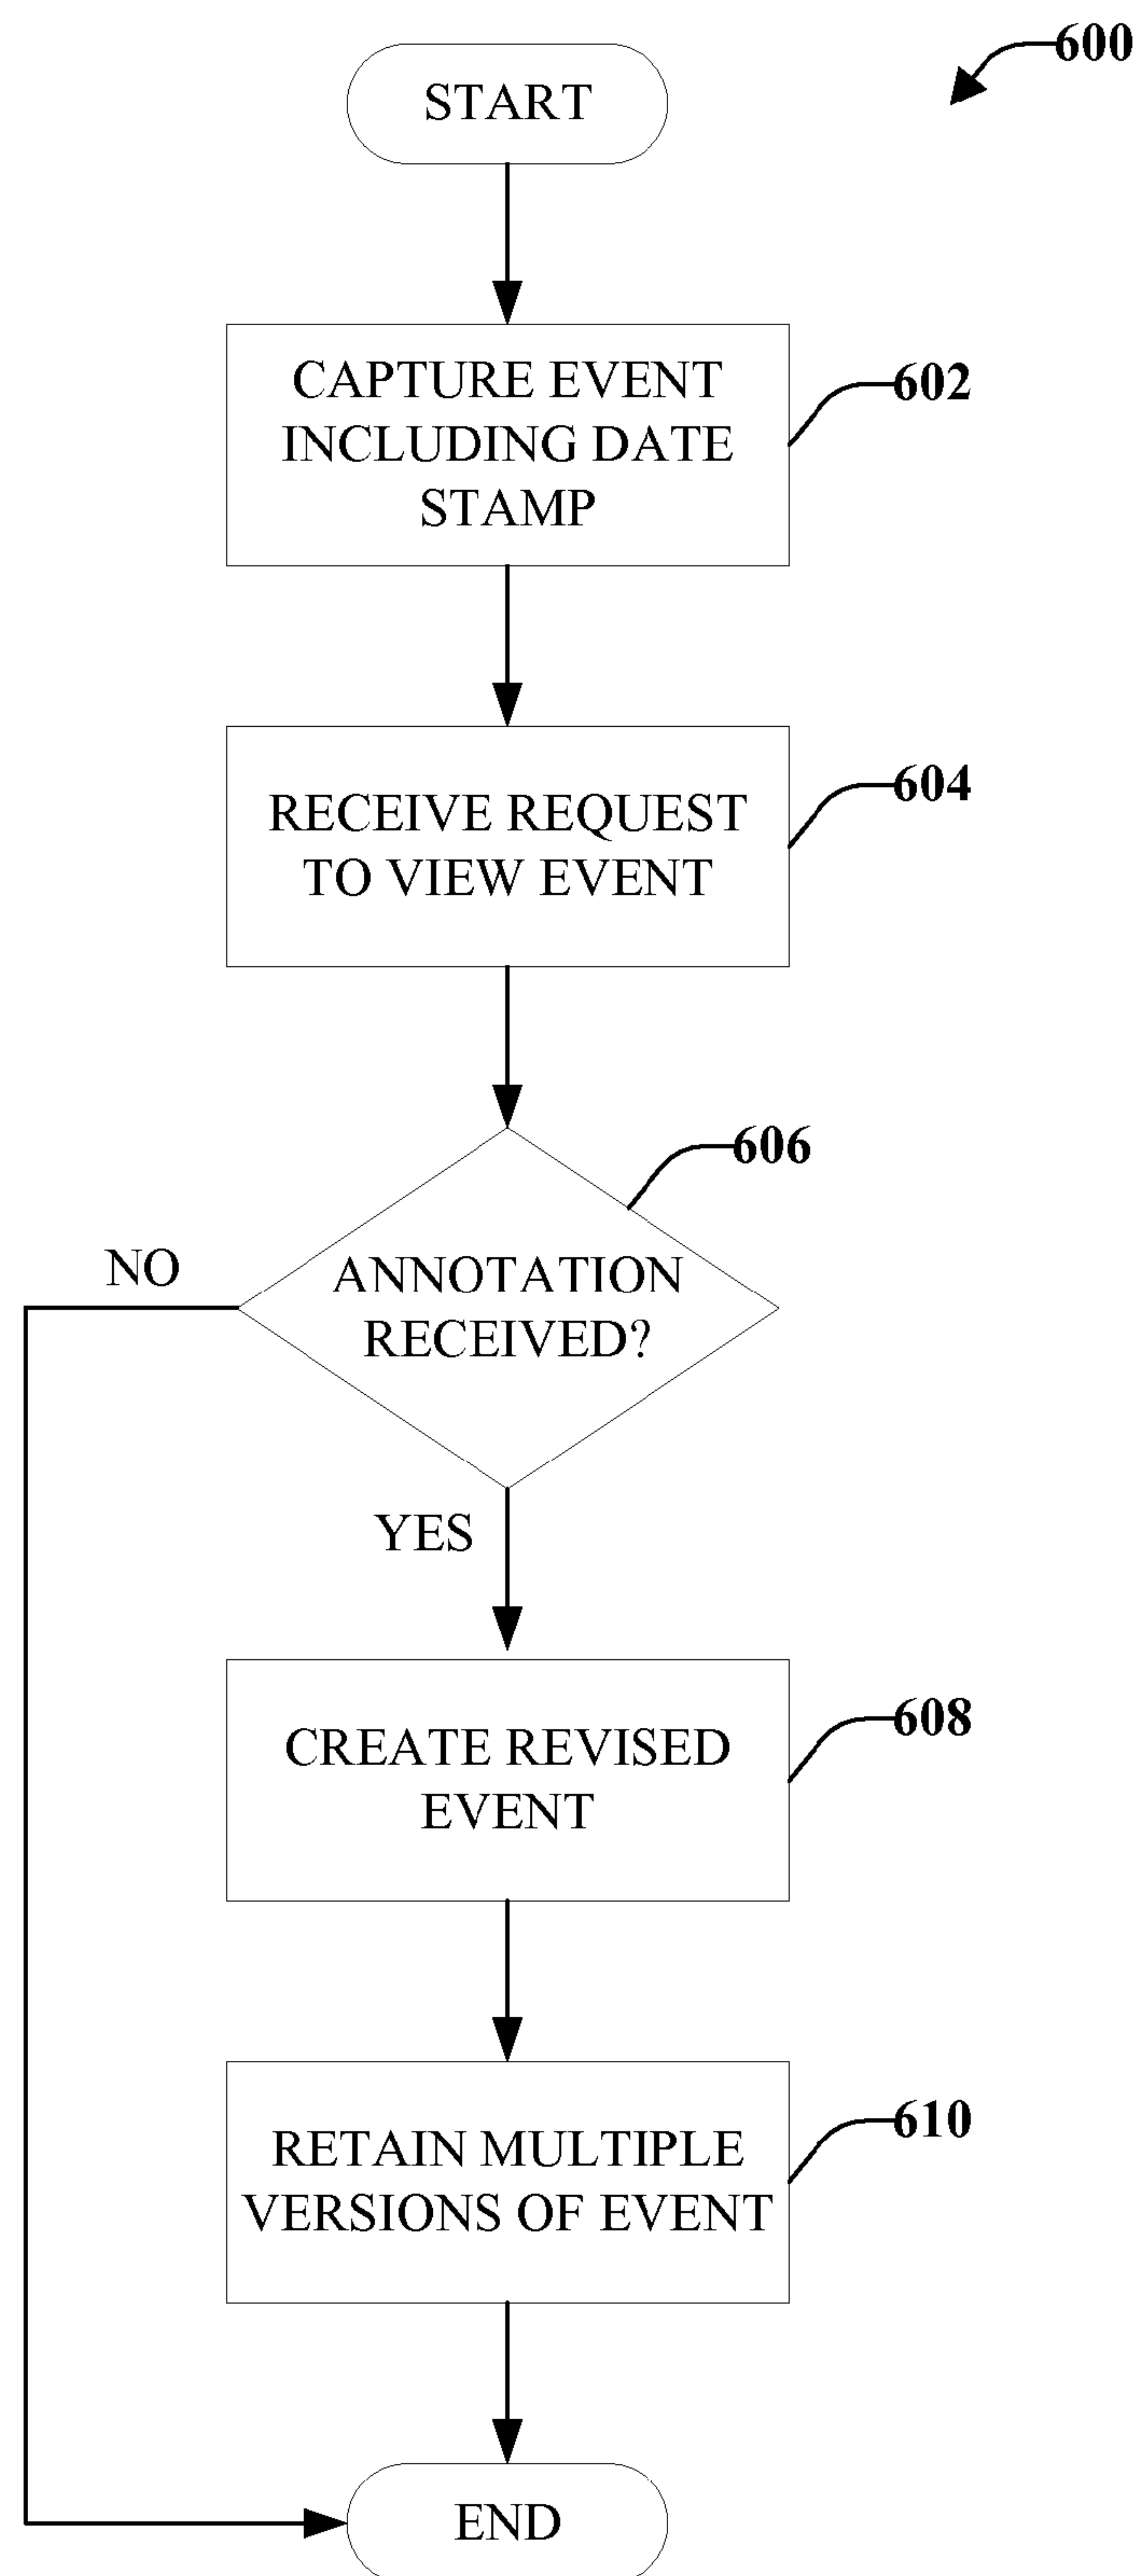 600
START
CAPTURE EVENT
INCLUDING DATE
STAMP
602
RECEIVE REQUEST
TO VIEW EVENT
604
606
ANNOTATION
RECEIVED?
NO
YES
CREATE REVISED
EVENT
608
RETAIN MULTIPLE
VERSIONS OF EVENT
610
END